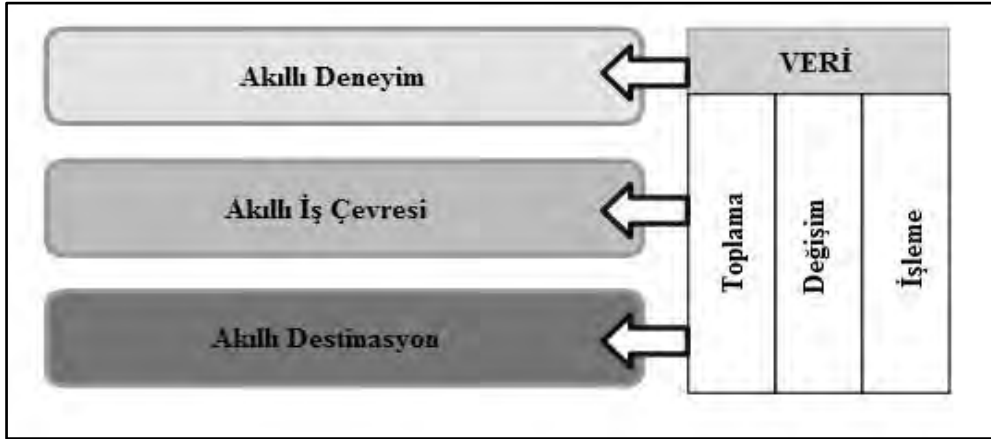 Akıllı Deneyim
VERİ
Akıllı İş Çevresi
Toplama
Değişim
İşleme
Akıllı Destinasyon